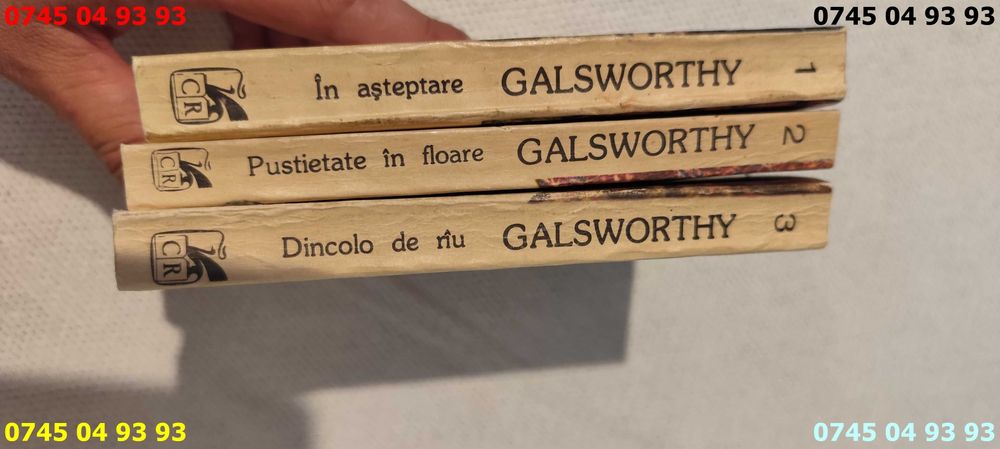 0745 04 93 93
0745 04 93 93
CR În așteptare GALSWORTHY 1
CR Pustietate în floare GALSWORTHY 2
CR Dincolo de rîu GALSWORTHY 3
0745 04 93 93
0745 04 93 93